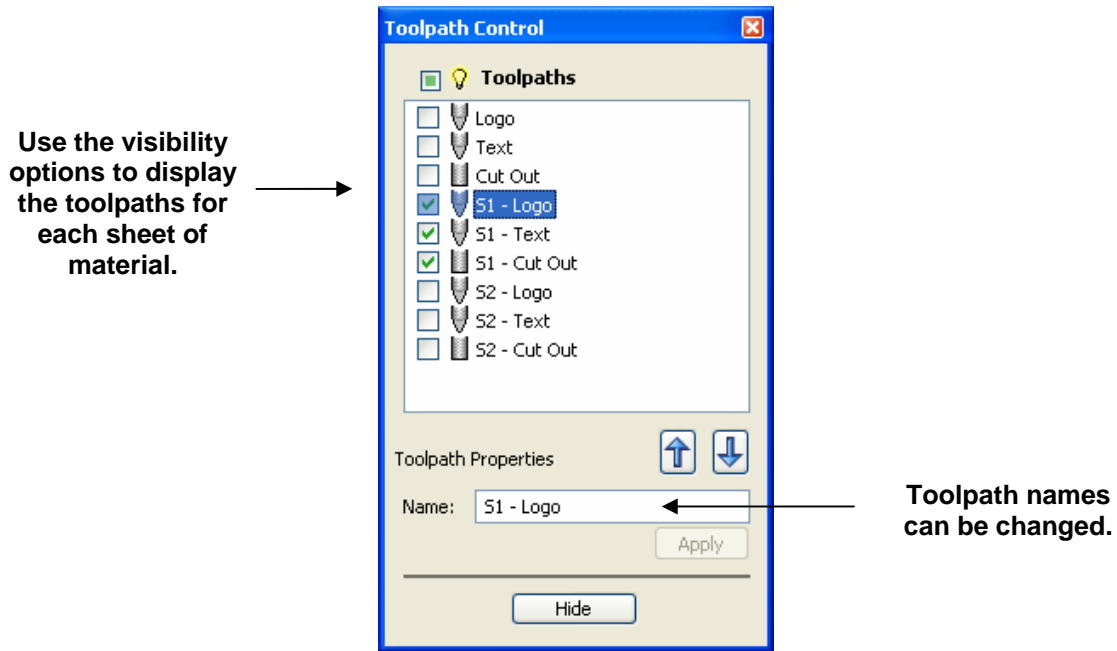 Toolpath Control
Toolpaths
Use the visibility
options to display
the toolpaths for
each sheet of
material.
Logo
Text
Cut Out
S1 - Logo
S1 - Text
S1 - Cut Out
S2 - Logo
S2 - Text
S2 - Cut Out
Toolpath Properties
Name: S1 - Logo
Toolpath names
can be changed.
Apply
Hide